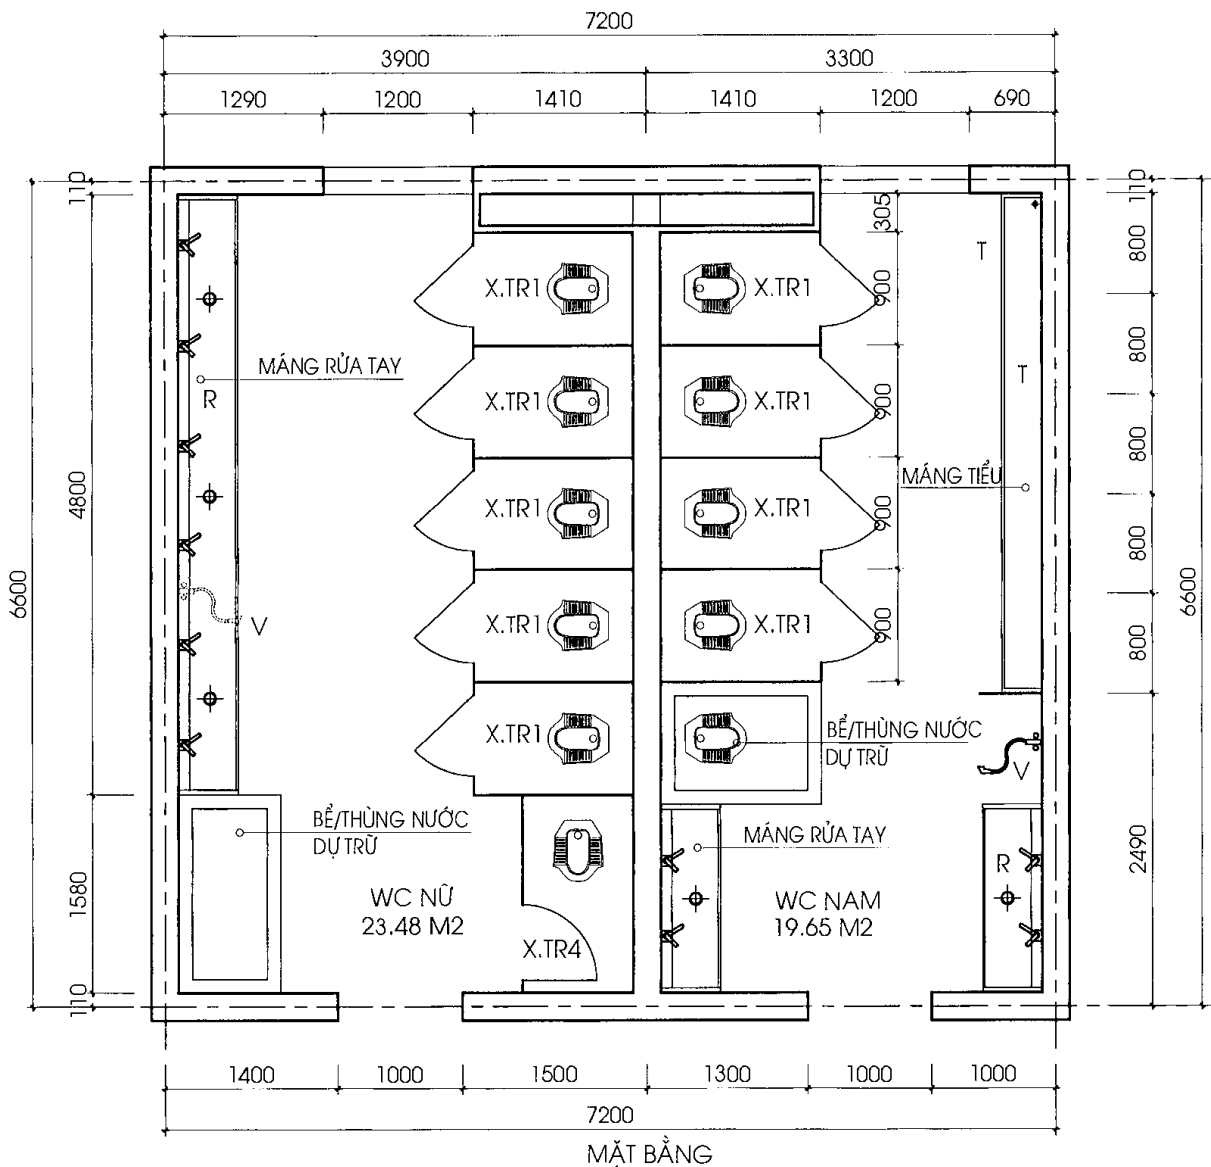 7200
3900 3300
1290 1200 1410 1410 1200 690
110 110
305
800
T
X.TR1 X.TR1
900
MÁNG RỬA TAY
800
T
R
X.TR1 X.TR1
900
800
MÁNG TIỂU
4800
X.TR1 X.TR1
900
800
6600 6600
V
X.TR1 X.TR1
900
800
X.TR1
BỂ/THÙNG NƯỚC
DỰ TRỮ
V
BỂ/THÙNG NƯỚC
DỰ TRỮ
MÁNG RỬA TAY
2490
R
1580
WC NỮ
23.48 M2
WC NAM
19.65 M2
X.TR4
110
1400 1000 1500 1300 1000 1000
7200
MẶT BẰNG